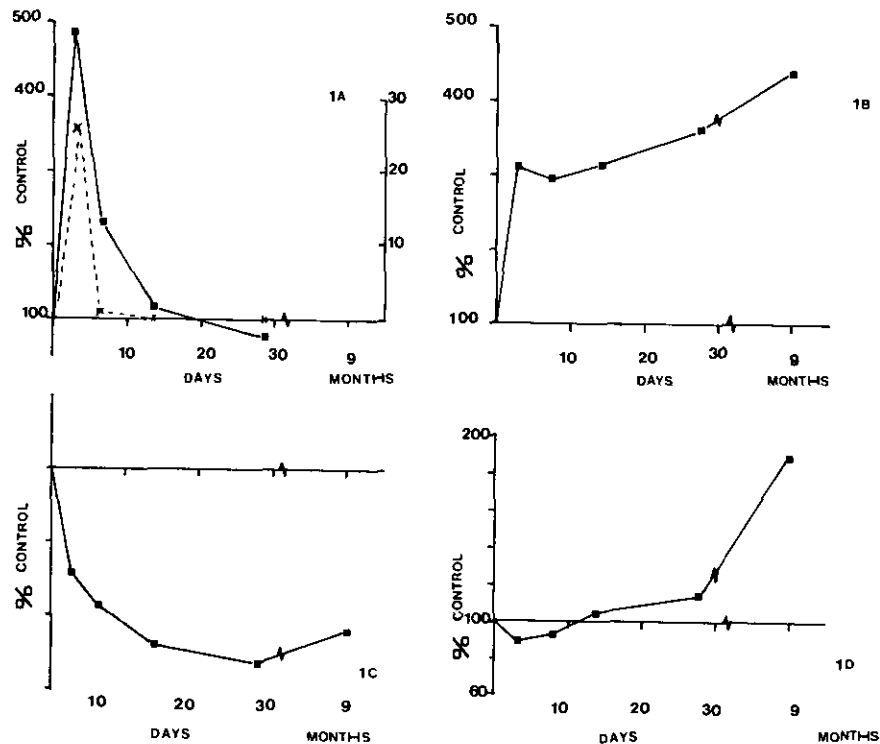 500
400
100
% CONTROL
1A
30
20
10
10 20 30 9
DAYS MONTHS
500
400
100
% CONTROL
1B
10 20 30 9
DAYS MONTHS
% CONTROL
1C
10 20 30 9
DAYS MONTHS
200
100
60
% CONTROL
1D
10 20 30 9
DAYS MONTHS